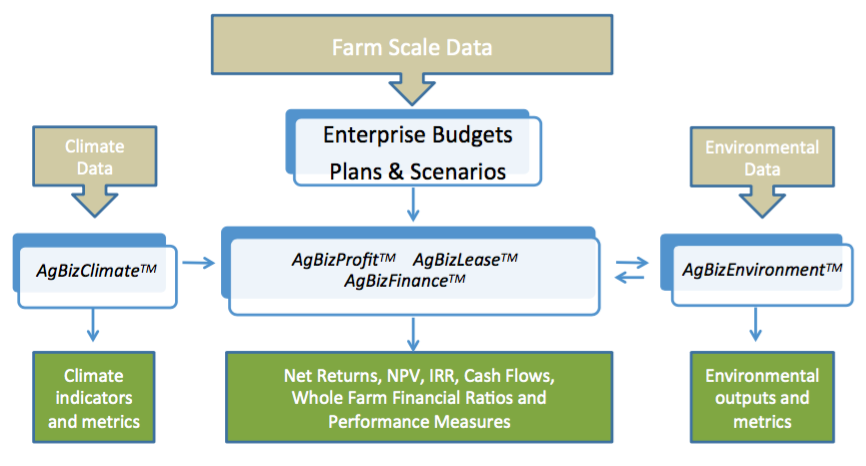 Farm Scale Data
Climate
Data
Enterprise Budgets
Plans & Scenarios
Environmental
Data
AgBizClimate™
AgBizProfit™ AgBizLease™
AgBizFinance™
AgBizEnvironment™
Climate
indicators
and metrics
Net Returns, NPV, IRR, Cash Flows,
Whole Farm Financial Ratios and
Performance Measures
Environmental
outputs and
metrics